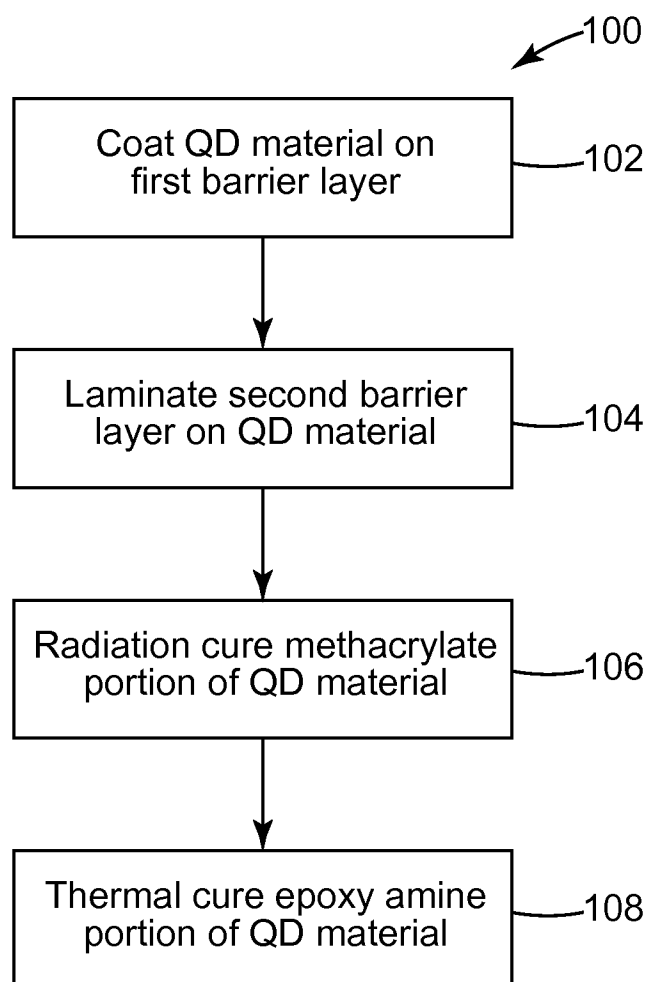 100
Coat QD material on
first barrier layer
102
Laminate second barrier
layer on QD material
104
Radiation cure methacrylate
portion of QD material
106
Thermal cure epoxy amine
portion of QD material
108